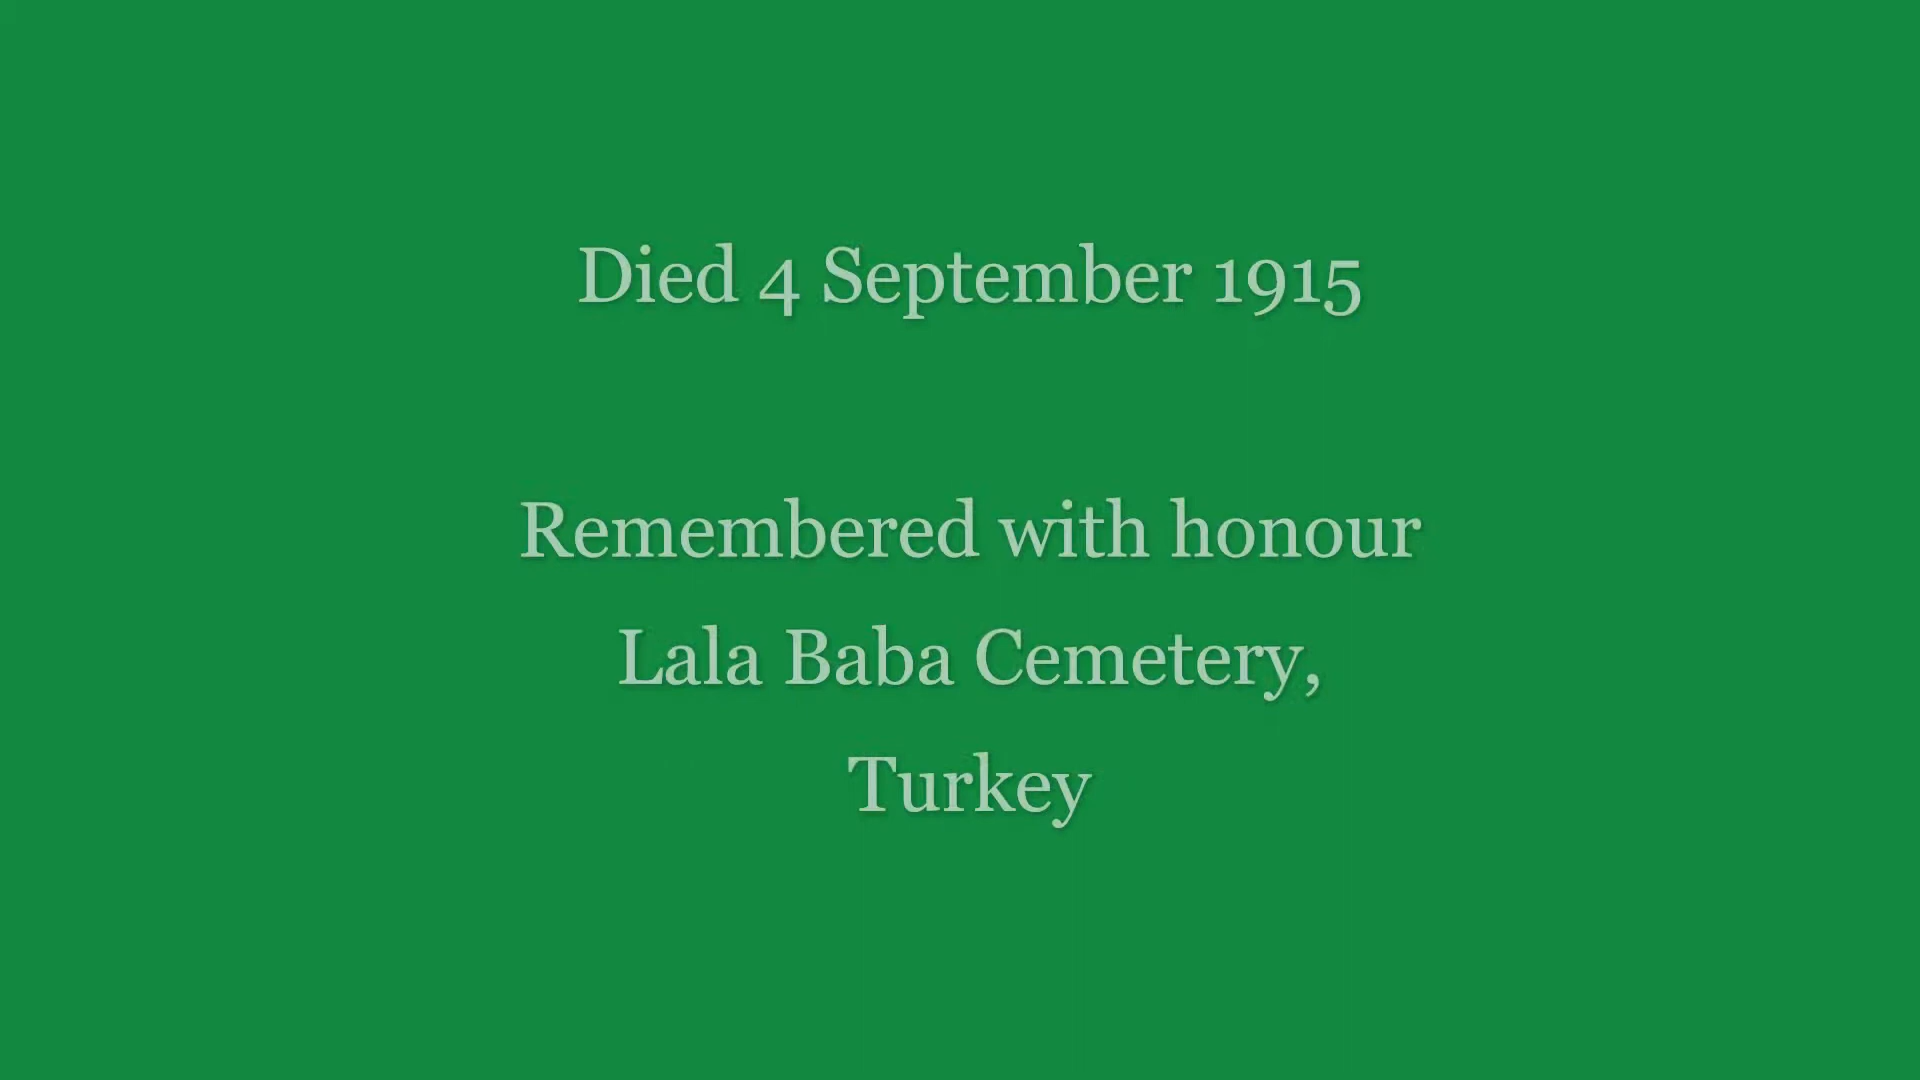 Died 4 September 1915
Remembered with honour
Lala Baba Cemetery,
Turkey